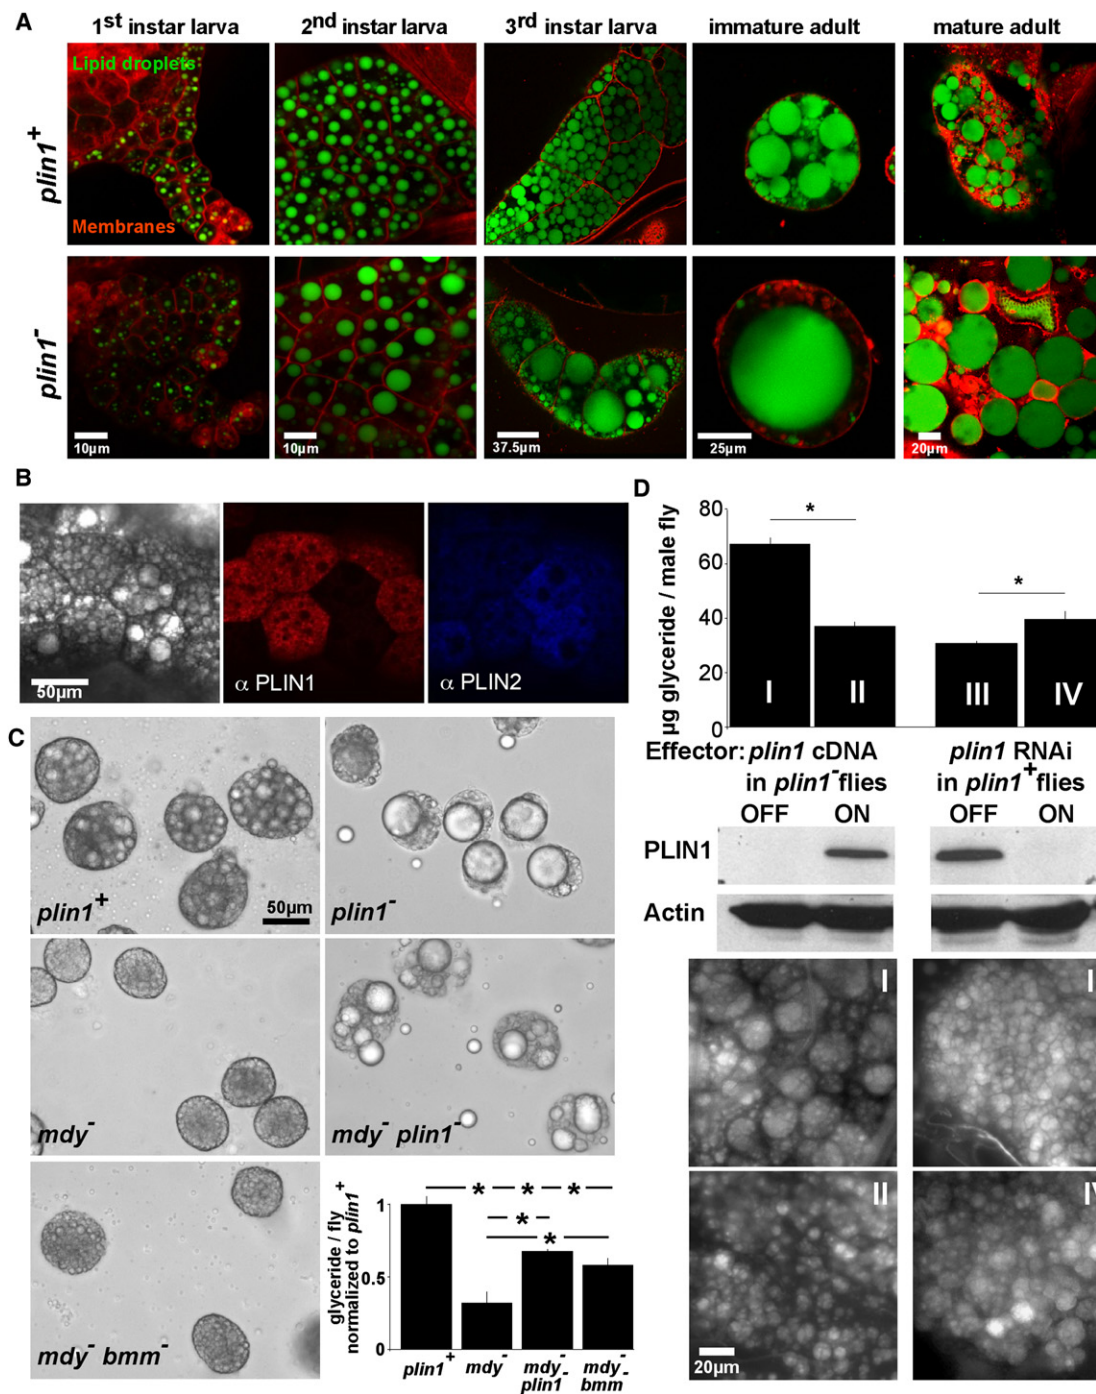 A
1st instar larva
2nd instar larva
3rd instar larva
immature adult
mature adult
Lipid droplets
plin1+
Membranes
plin1-
10µm
10µm
37.5µm
25µm
20µm
B
50µm
α PLIN1
α PLIN2
C
plin1+
50µm
plin1-
mdy-
mdy- plin1-
mdy- bmm-
glyceride / fly
normalized to plin1+
1
0.5
0
* * *
*
*
plin1+
mdy-
mdy-
plin1-
mdy-
bmm-
D
µg glyceride / male fly
80
60
40
20
0
*
*
I
II
III
IV
Effector: plin1 cDNA
in plin1- flies
OFF ON
plin1 RNAi
in plin1+ flies
OFF ON
PLIN1
Actin
I
I
II
IV
20µm